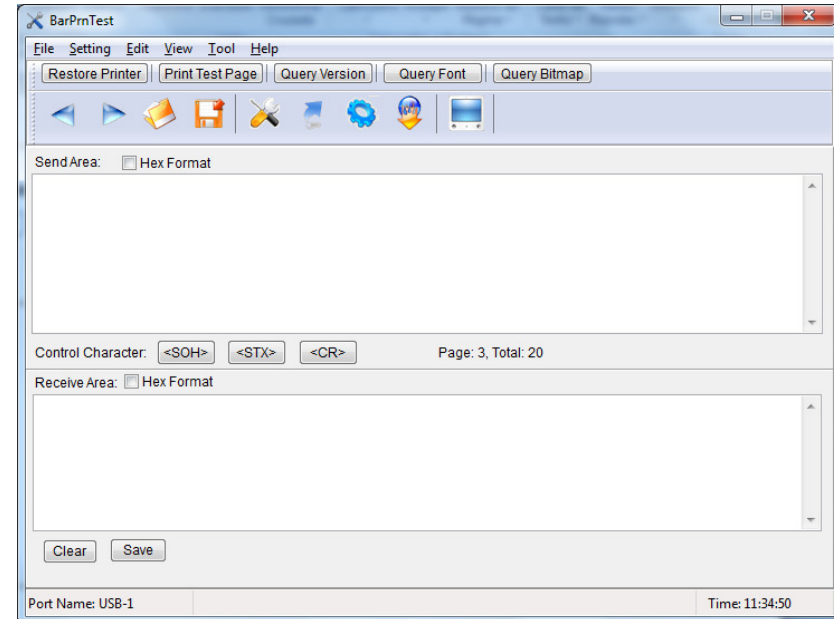 BarPrnTest
File Setting Edit View Tool Help
Restore Printer Print Test Page Query Version Query Font Query Bitmap
Send Area: Hex Format
Control Character: <SOH> <STX> <CR> Page: 3, Total: 20
Receive Area: Hex Format
Clear Save
Port Name: USB-1 Time: 11:34:50